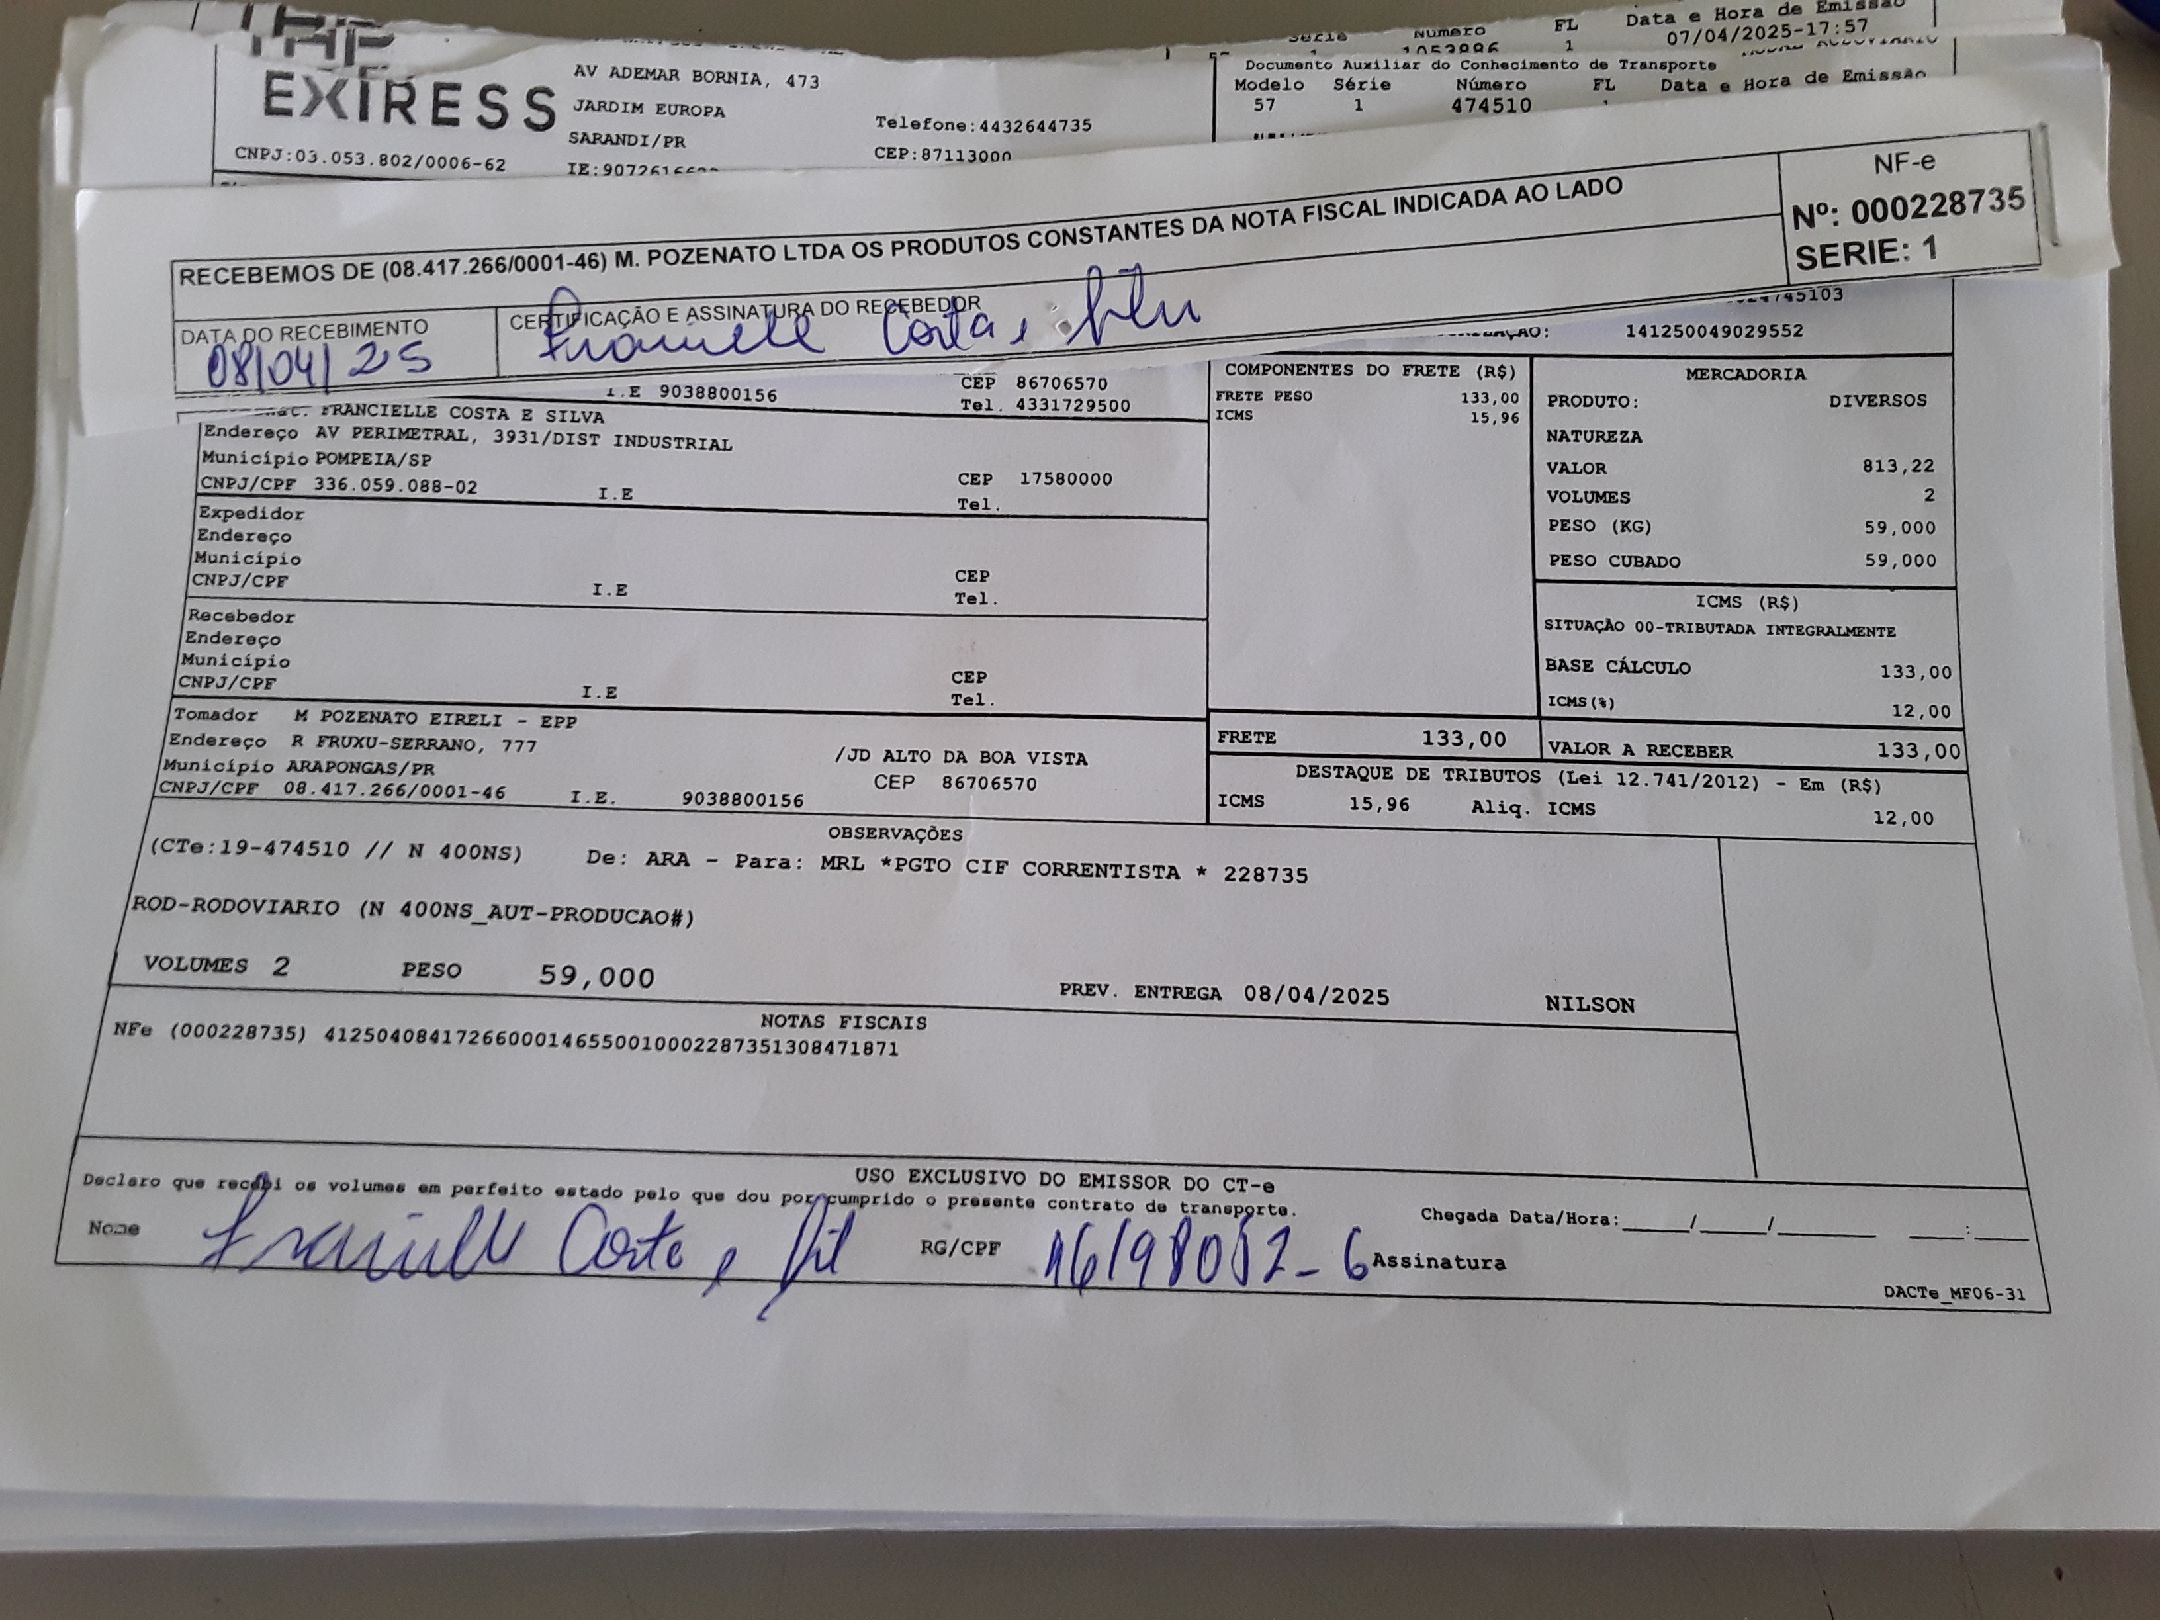 Número FL Data e Hora de Emissão
1 07/04/2025-17:57
EXPRESS
AV ADEMAR BORNIA, 473
JARDIM EUROPA
SARANDI/PR
Telefone:4432644735
CNPJ:03.053.802/0006-62
CEP:87113000
Documento Auxiliar do Conhecimento de Transporte
Modelo Série Número FL Data e Hora de Emissão
57 1 474510
RECEBEMOS DE (08.417.266/0001-46) M. POZENATO LTDA OS PRODUTOS CONSTANTES DA NOTA FISCAL INDICADA AO LADO
NF-e
Nº: 000228735
SERIE: 1
DATA DO RECEBIMENTO
08/04/25
CERTIFICAÇÃO E ASSINATURA DO RECEBEDOR
Francielle Costa e
141250049029552
I.E 9038800156
CEP 86706570
Tel. 4331729500
FRANCIELLE COSTA E SILVA
Endereço AV PERIMETRAL, 3931/DIST INDUSTRIAL
Município POMPEIA/SP
CNPJ/CPF 336.059.088-02 I.E
CEP 17580000
Tel.
Expedidor
Endereço
Município
CNPJ/CPF I.E
CEP
Tel.
Recebedor
Endereço
Município
CNPJ/CPF I.E
CEP
Tel.
Tomador M POZENATO EIRELI - EPP
Endereço R FRUXU-SERRANO, 777 /JD ALTO DA BOA VISTA
Município ARAPONGAS/PR CEP 86706570
CNPJ/CPF 08.417.266/0001-46 I.E. 9038800156
COMPONENTES DO FRETE (R$)
FRETE PESO 133,00
ICMS 15,96
MERCADORIA
PRODUTO: DIVERSOS
NATUREZA
VALOR 813,22
VOLUMES 2
PESO (KG) 59,000
PESO CUBADO 59,000
ICMS (R$)
SITUAÇÃO 00-TRIBUTADA INTEGRALMENTE
BASE CÁLCULO 133,00
ICMS(%) 12,00
FRETE 133,00 VALOR A RECEBER 133,00
DESTAQUE DE TRIBUTOS (Lei 12.741/2012) - Em (R$)
ICMS 15,96 Aliq. ICMS 12,00
OBSERVAÇÕES
(CTe:19-474510 // N 400NS) De: ARA - Para: MRL *PGTO CIF CORRENTISTA * 228735
ROD-RODOVIARIO (N 400NS_AUT-PRODUCAO#)
VOLUMES 2 PESO 59,000 PREV. ENTREGA 08/04/2025 NILSON
NOTAS FISCAIS
NFe (000228735) 41250408417266000146550010002287351308471871
USO EXCLUSIVO DO EMISSOR DO CT-e
Declaro que recebi os volumes em perfeito estado pelo que dou por cumprido o presente contrato de transporte.
Chegada Data/Hora:_____/_____/________ ____:____
Nome Francielle Costa e RG/CPF Assinatura
DACTe_MF06-31